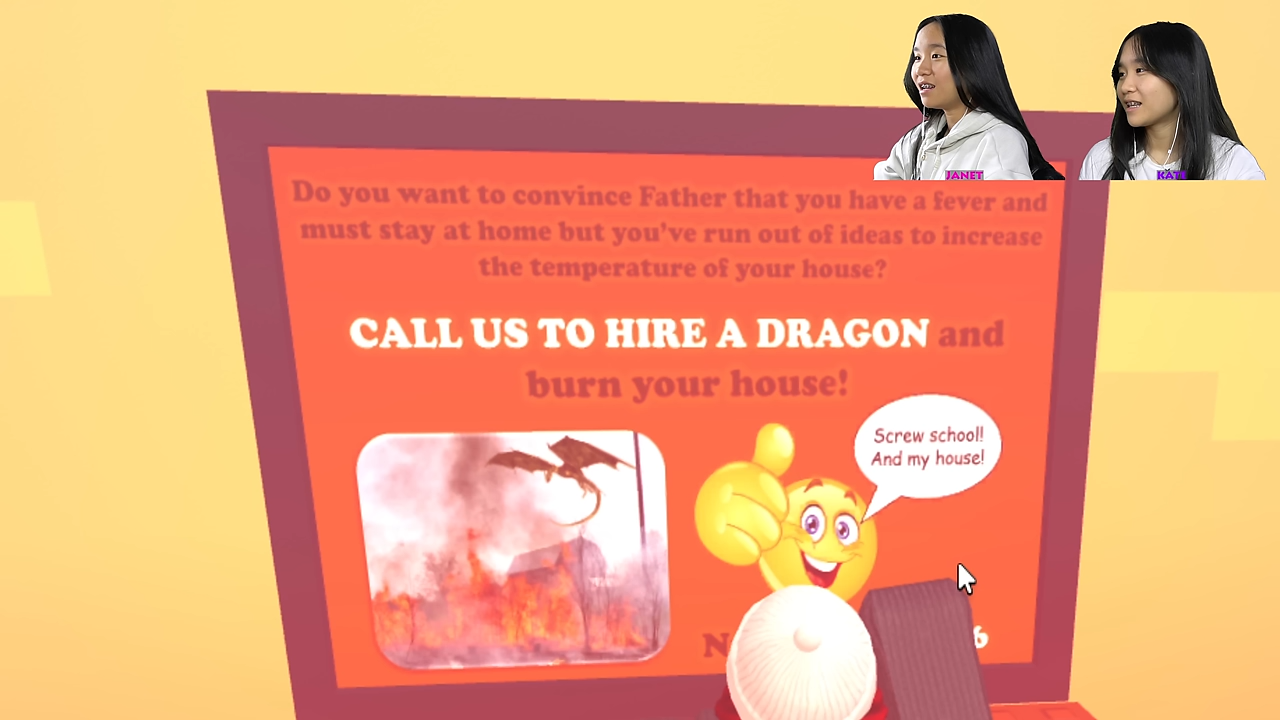 JANET
KATE
Do you want to convince Father that you have a fever and
must stay at home but you've run out of ideas to increase
the temperature of your house?
CALL US TO HIRE A DRAGON and
burn your house!
Screw school!
And my house!